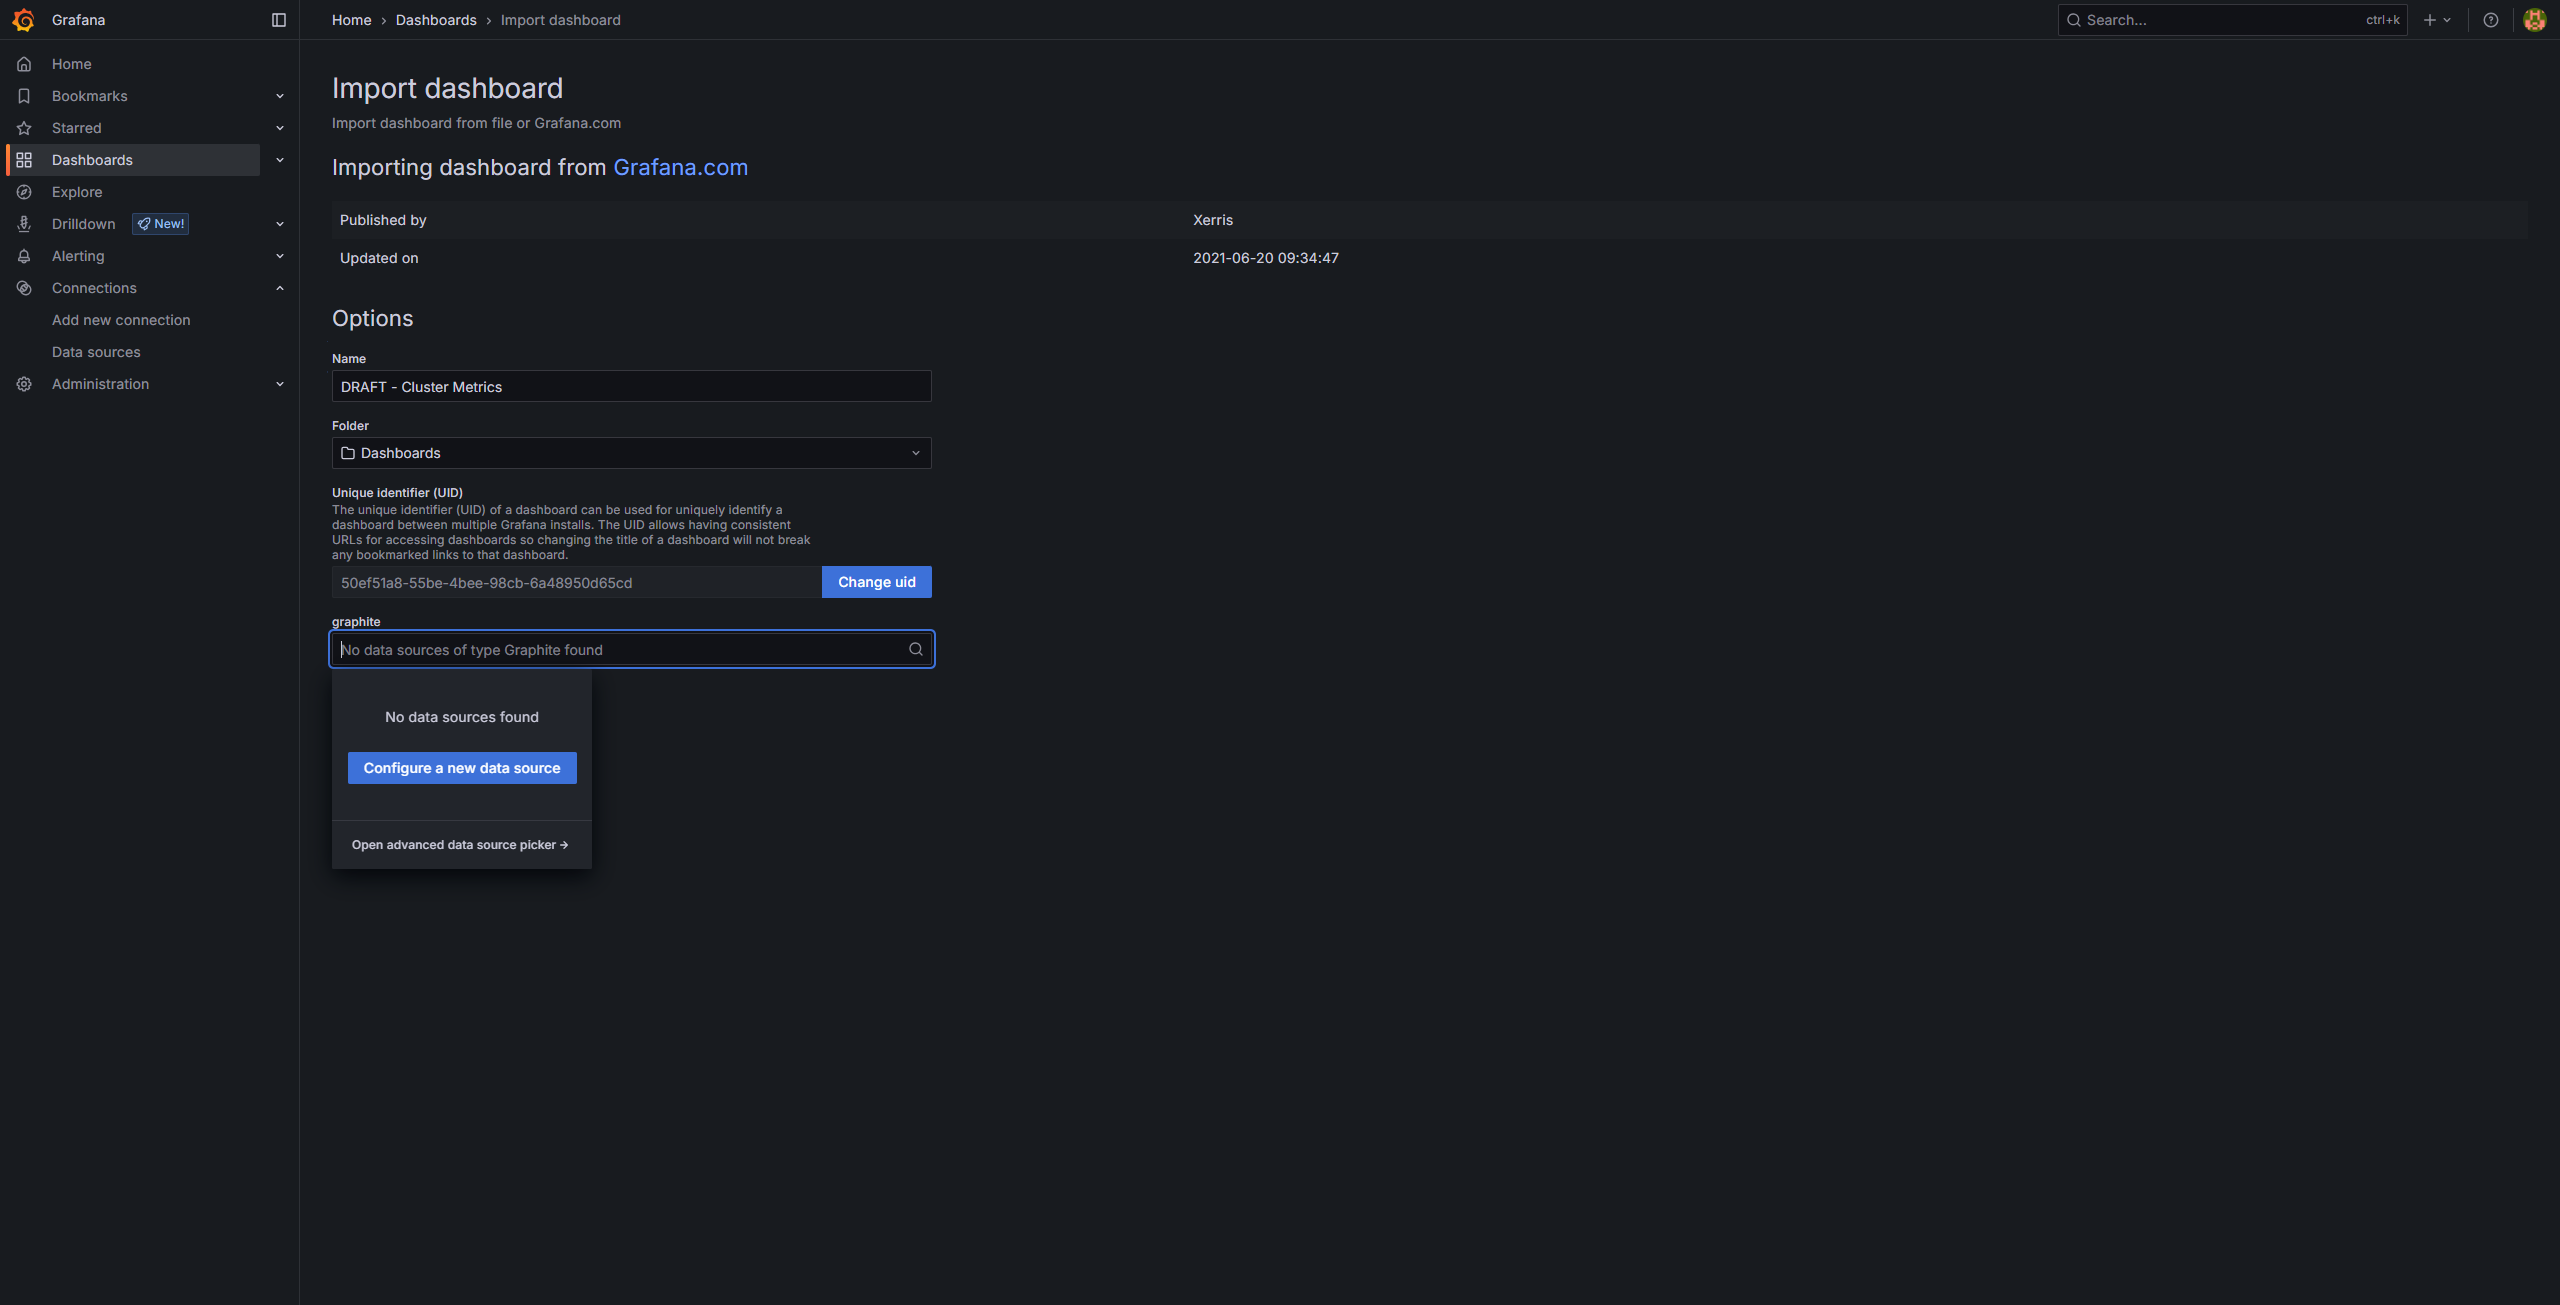 Grafana
Home › Dashboards › Import dashboard
Search...
ctrl+k
Home
Bookmarks
Starred
Dashboards
Explore
Drilldown
New!
Alerting
Connections
Add new connection
Data sources
Administration
Import dashboard
Import dashboard from file or Grafana.com
Importing dashboard from Grafana.com
Published by
Xerris
Updated on
2021-06-20 09:34:47
Options
Name
DRAFT - Cluster Metrics
Folder
Dashboards
Unique identifier (UID)
The unique identifier (UID) of a dashboard can be used for uniquely identify a
dashboard between multiple Grafana installs. The UID allows having consistent
URLs for accessing dashboards so changing the title of a dashboard will not break
any bookmarked links to that dashboard.
50ef51a8-55be-4bee-98cb-6a48950d65cd
Change uid
graphite
No data sources of type Graphite found
No data sources found
Configure a new data source
Open advanced data source picker →